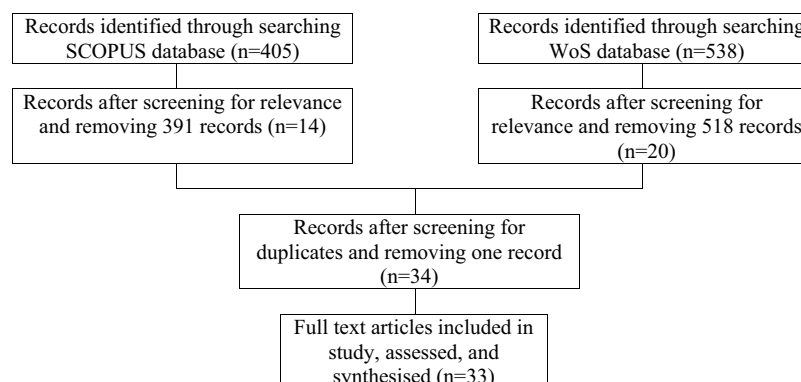 Records identified through searching
SCOPUS database (n=405)
Records identified through searching
WoS database (n=538)
Records after screening for relevance
and removing 391 records (n=14)
Records after screening for
relevance and removing 518 records
(n=20)
Records after screening for
duplicates and removing one record
(n=34)
Full text articles included in
study, assessed, and
synthesised (n=33)